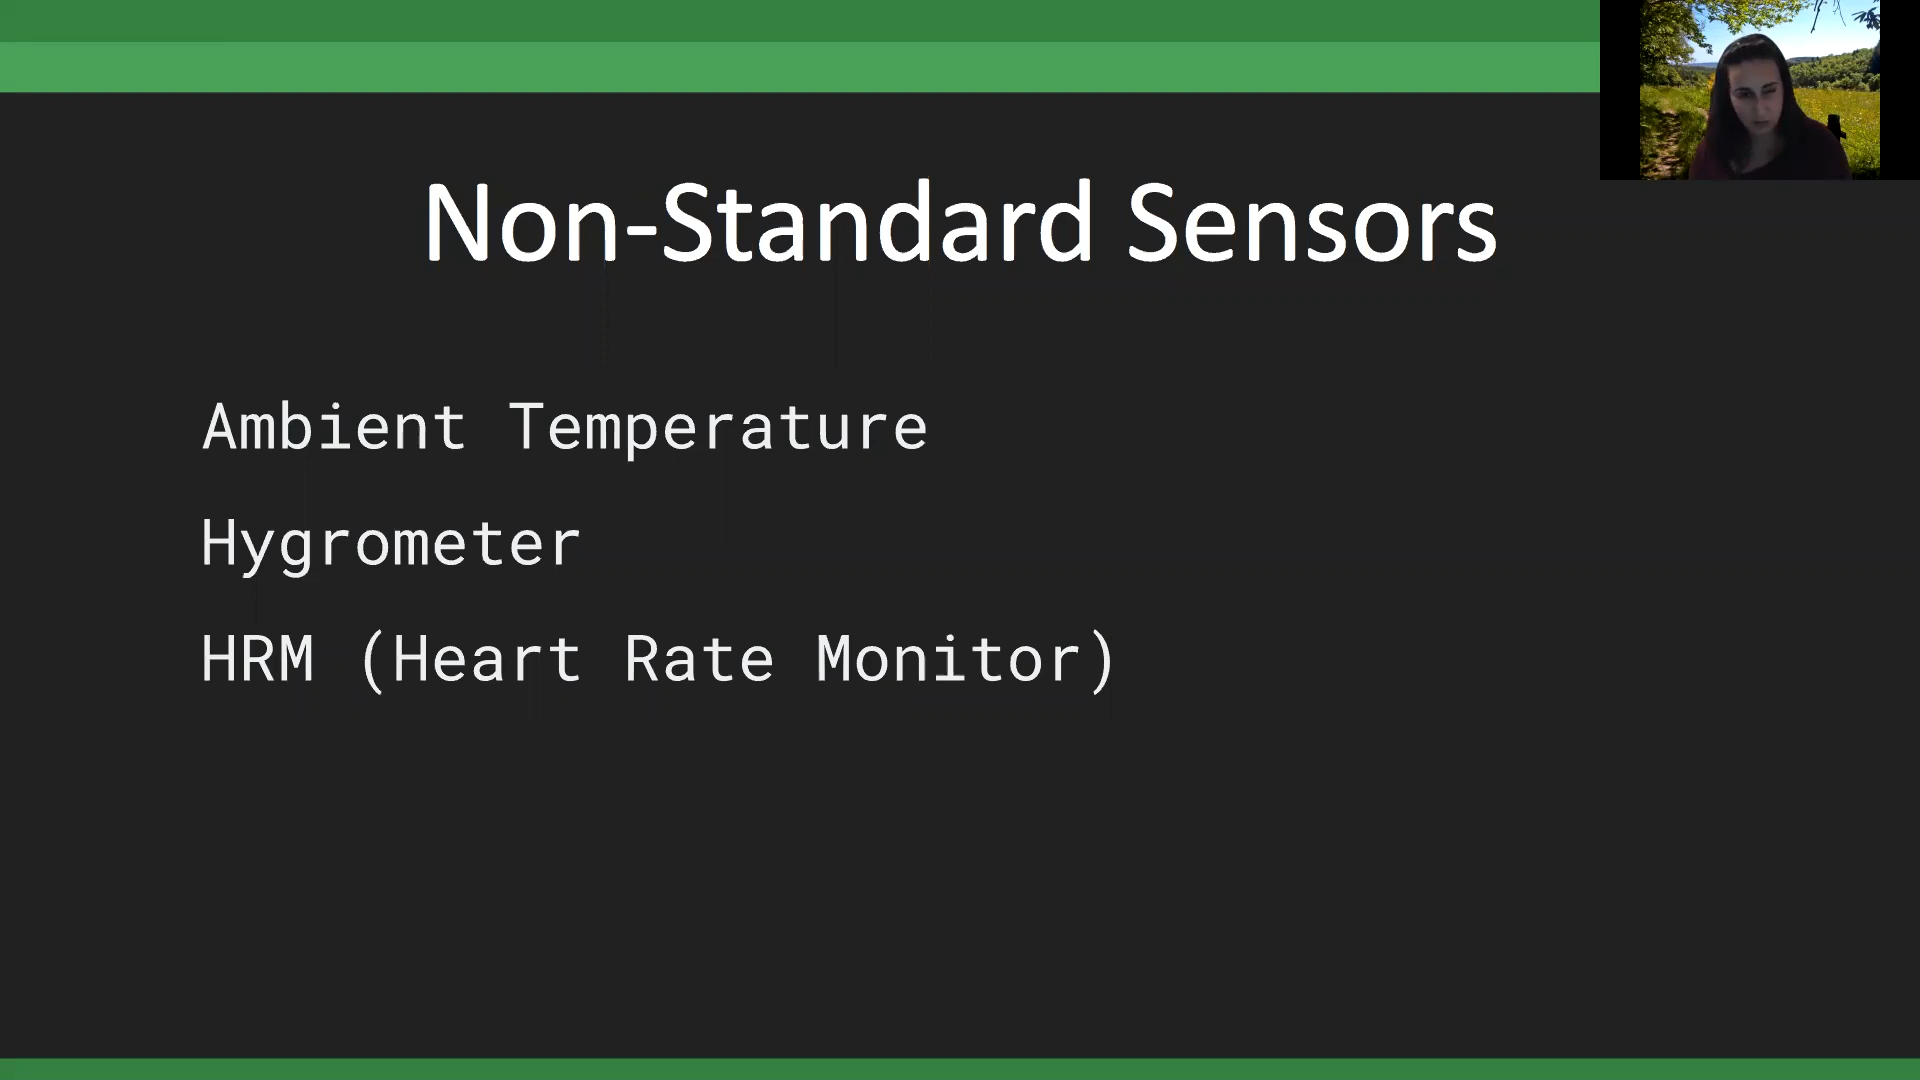 Non-Standard Sensors
Ambient Temperature
Hygrometer
HRM (Heart Rate Monitor)